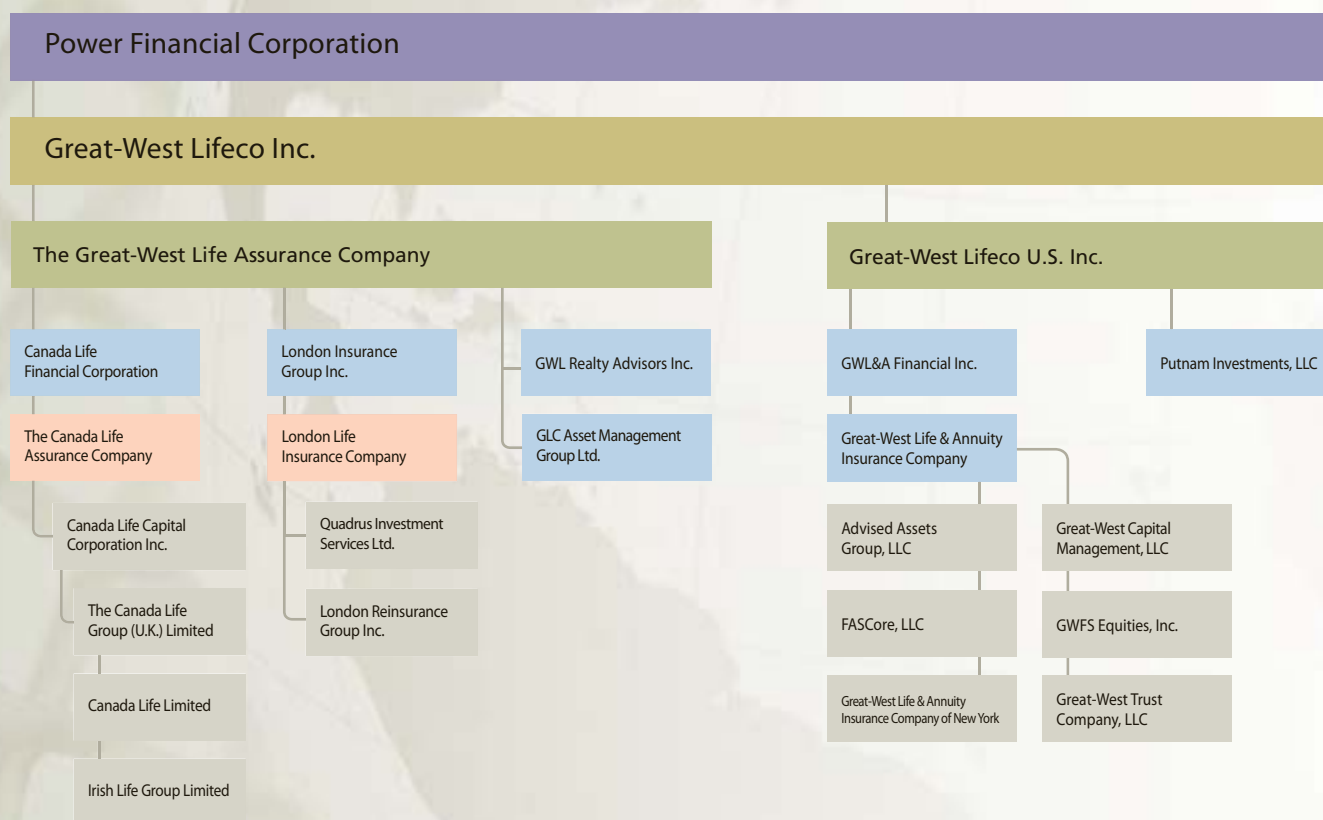 Power Financial Corporation
Great-West Lifeco Inc.
The Great-West Life Assurance Company
Great-West Lifeco U.S. Inc.
Canada Life
Financial Corporation
London Insurance
Group Inc.
GWL Realty Advisors Inc.
GWL&A Financial Inc.
Putnam Investments, LLC
The Canada Life
Assurance Company
London Life
Insurance Company
GLC Asset Management
Group Ltd.
Great-West Life & Annuity
Insurance Company
Canada Life Capital
Corporation Inc.
Quadrus Investment
Services Ltd.
Advised Assets
Group, LLC
Great-West Capital
Management, LLC
The Canada Life
Group (U.K.) Limited
London Reinsurance
Group Inc.
FASCore, LLC
GWFS Equities, Inc.
Canada Life Limited
Great-West Life & Annuity
Insurance Company of New York
Great-West Trust
Company, LLC
Irish Life Group Limited